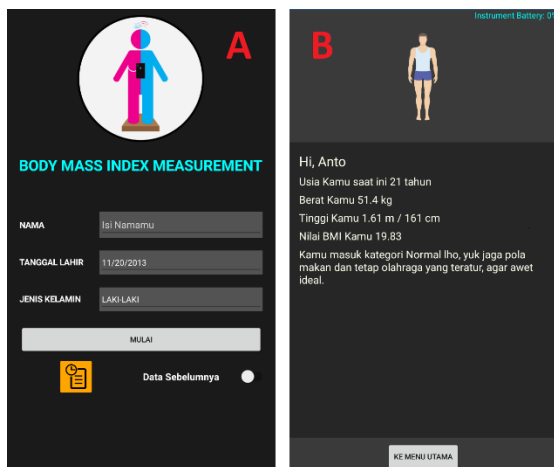 A
BODY MASS INDEX MEASUREMENT
NAMA
Isi Namamu
TANGGAL LAHIR
11/20/2013
JENIS KELAMIN
LAKI-LAKI
MULAI
Data Sebelumnya
Instrument Battery: 0%
B
Hi, Anto
Usia Kamu saat ini 21 tahun
Berat Kamu 51.4 kg
Tinggi Kamu 1.61 m / 161 cm
Nilai BMI Kamu 19.83
Kamu masuk kategori Normal lho, yuk jaga pola
makan dan tetap olahraga yang teratur, agar awet
ideal.
KE MENU UTAMA